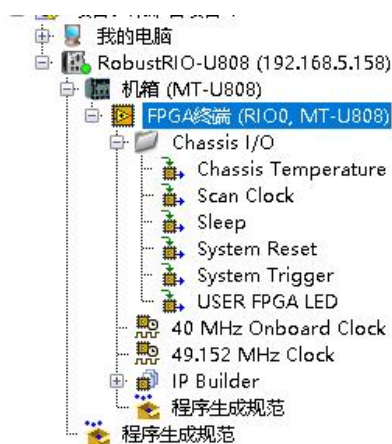 我的电脑
RobustRIO-U808 (192.168.5.158)
机箱 (MT-U808)
FPGA终端 (RIO0, MT-U808)
Chassis I/O
Chassis Temperature
Scan Clock
Sleep
System Reset
System Trigger
USER FPGA LED
40 MHz Onboard Clock
49.152 MHz Clock
IP Builder
程序生成规范
程序生成规范